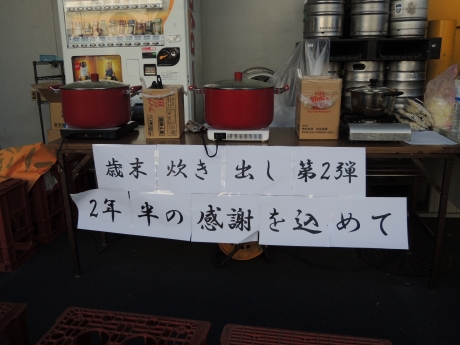 歳末 炊き 出し 第2弾
2年 半の 感謝 を込 めて